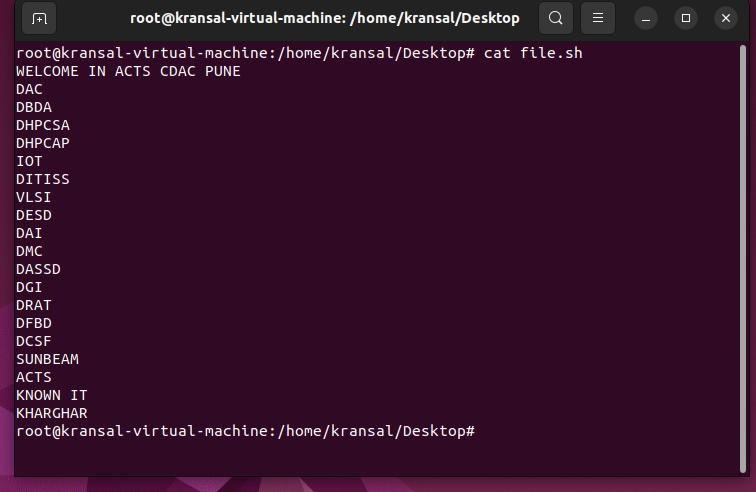 root@kransal-virtual-machine: /home/kransal/Desktop
root@kransal-virtual-machine:/home/kransal/Desktop# cat file.sh
WELCOME IN ACTS CDAC PUNE
DAC
DBDA
DHPCSA
DHPCAP
IOT
DITISS
VLSI
DESD
DAI
DMC
DASSD
DGI
DRAT
DFBD
DCSF
SUNBEAM
ACTS
KNOWN IT
KHARGHAR
root@kransal-virtual-machine:/home/kransal/Desktop#